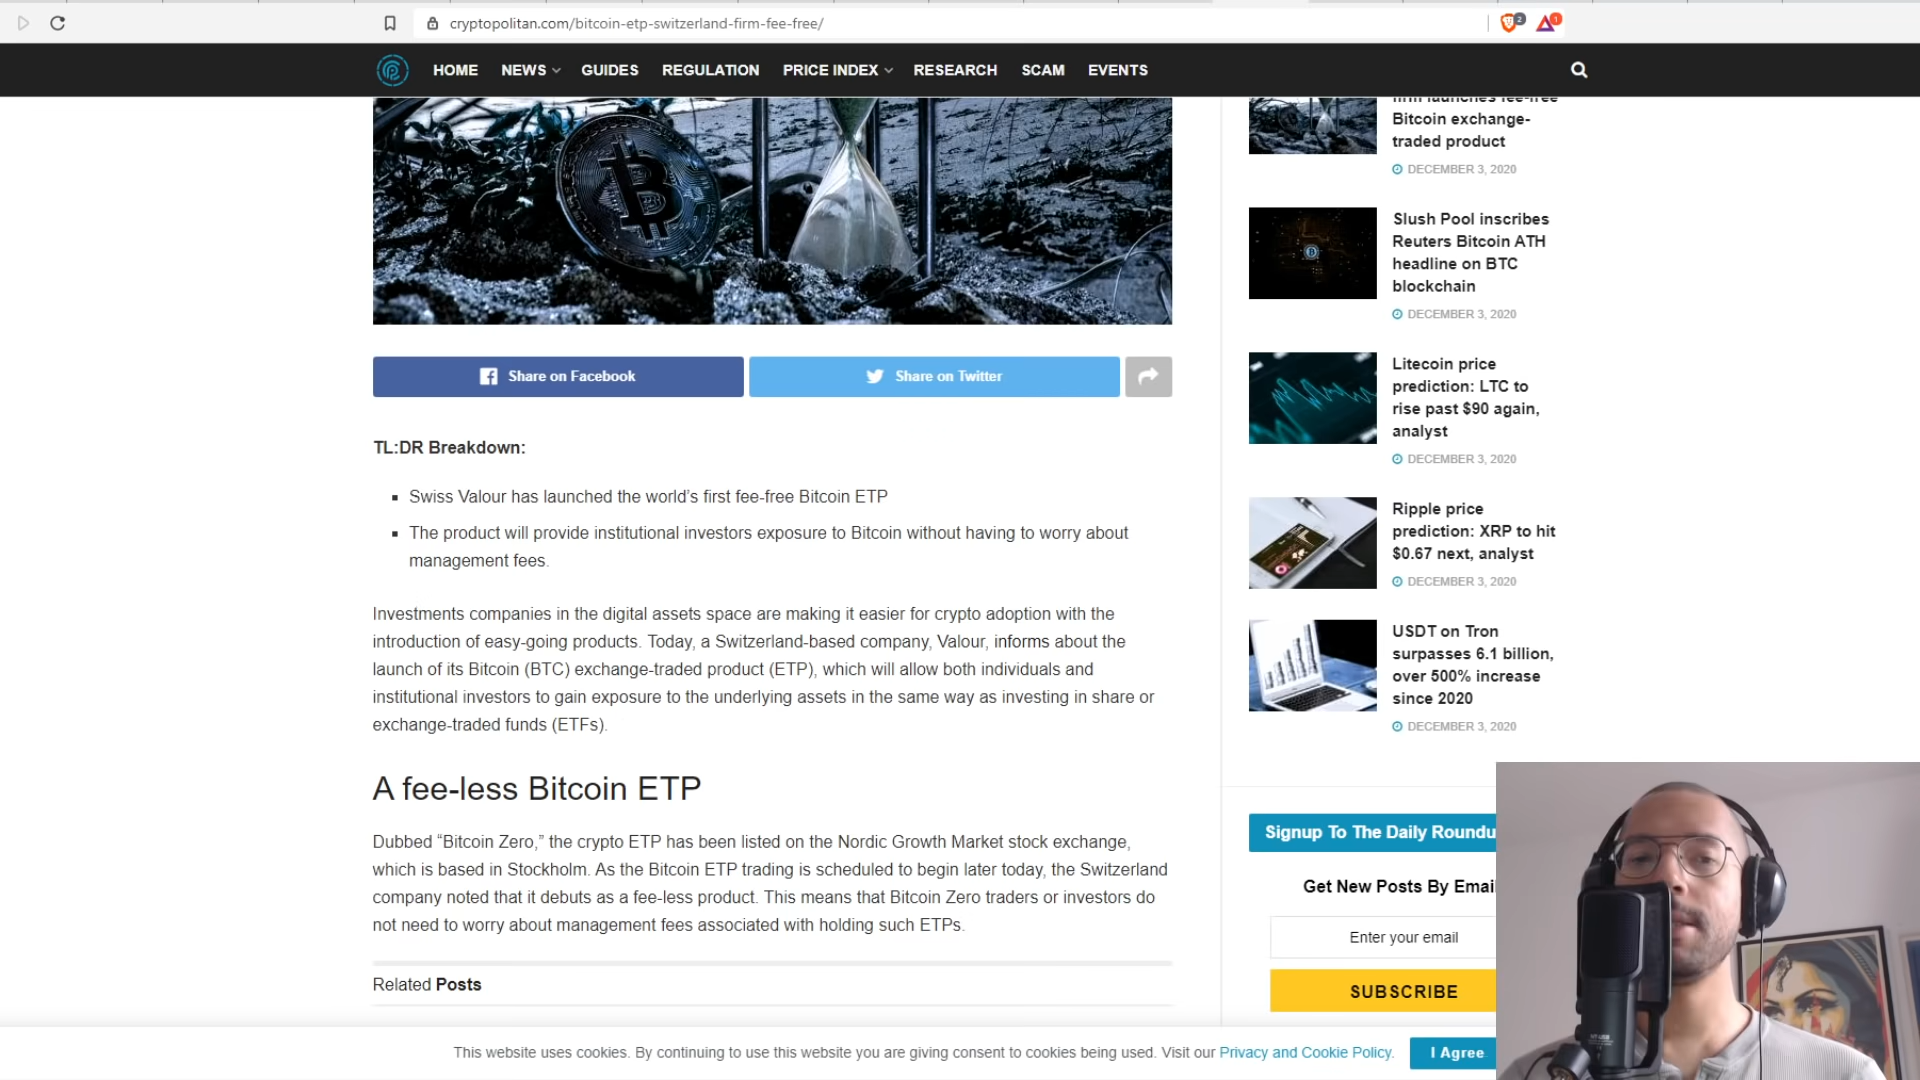 cryptopolitan.com/bitcoin-etp-switzerland-firm-fee-free/
2
1
HOME NEWS GUIDES REGULATION PRICE INDEX RESEARCH SCAM EVENTS
Share on Facebook
Share on Twitter
TL:DR Breakdown:
Swiss Valour has launched the world's first fee-free Bitcoin ETP
The product will provide institutional investors exposure to Bitcoin without having to worry about
management fees.
Investments companies in the digital assets space are making it easier for crypto adoption with the
introduction of easy-going products. Today, a Switzerland-based company, Valour, informs about the
launch of its Bitcoin (BTC) exchange-traded product (ETP), which will allow both individuals and
institutional investors to gain exposure to the underlying assets in the same way as investing in share or
exchange-traded funds (ETFs).
A fee-less Bitcoin ETP
Dubbed “Bitcoin Zero,” the crypto ETP has been listed on the Nordic Growth Market stock exchange,
which is based in Stockholm. As the Bitcoin ETP trading is scheduled to begin later today, the Switzerland
company noted that it debuts as a fee-less product. This means that Bitcoin Zero traders or investors do
not need to worry about management fees associated with holding such ETPs.
Related Posts
firm launches fee-free
Bitcoin exchange-
traded product
DECEMBER 3, 2020
Slush Pool inscribes
Reuters Bitcoin ATH
headline on BTC
blockchain
DECEMBER 3, 2020
Litecoin price
prediction: LTC to
rise past $90 again,
analyst
DECEMBER 3, 2020
Ripple price
prediction: XRP to hit
$0.67 next, analyst
DECEMBER 3, 2020
USDT on Tron
surpasses 6.1 billion,
over 500% increase
since 2020
DECEMBER 3, 2020
Signup To The Daily Roundu
Get New Posts By Emai
Enter your email
SUBSCRIBE
This website uses cookies. By continuing to use this website you are giving consent to cookies being used. Visit our Privacy and Cookie Policy.
I Agree